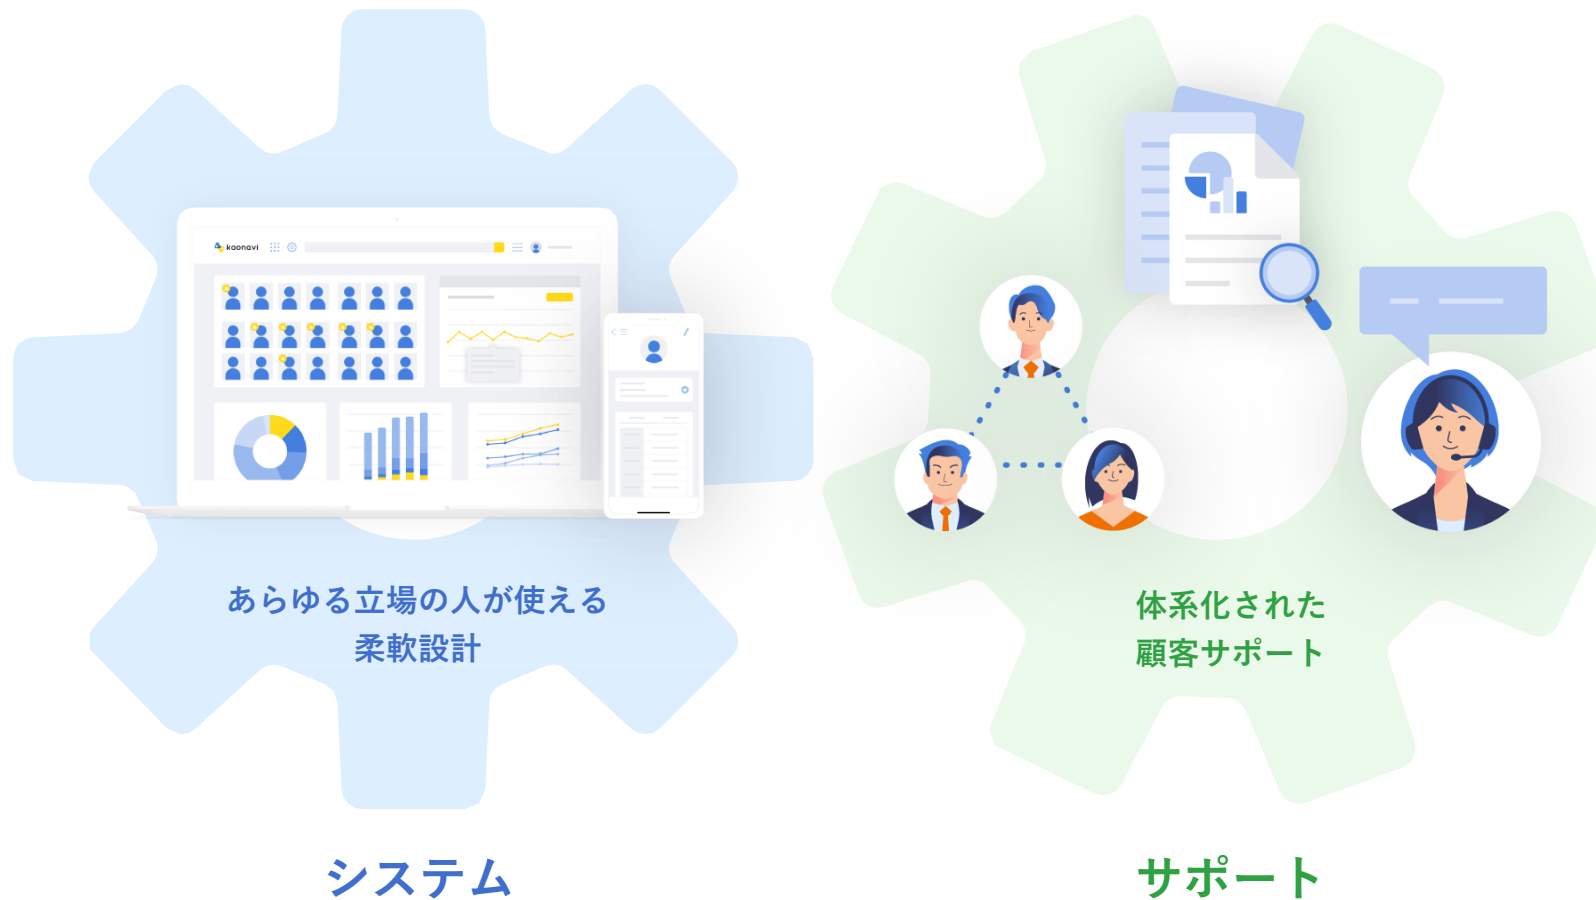 kaonavi
あらゆる立場の人が使える
柔軟設計
システム
体系化された
顧客サポート
サポート